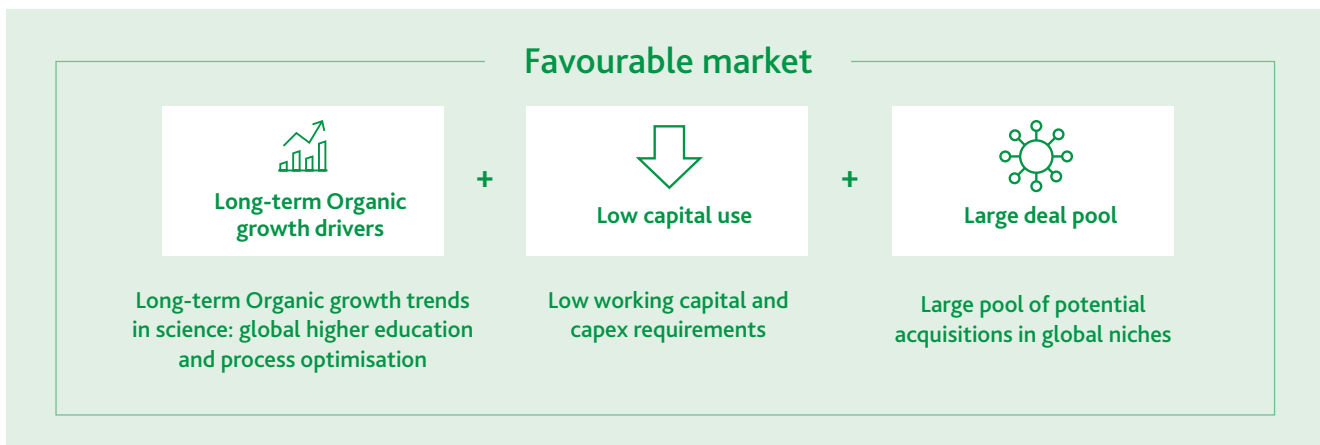 Favourable market
Long-term Organic
growth drivers
+
Low capital use
+
Large deal pool
Long-term Organic growth trends
in science: global higher education
and process optimisation
Low working capital and
capex requirements
Large pool of potential
acquisitions in global niches